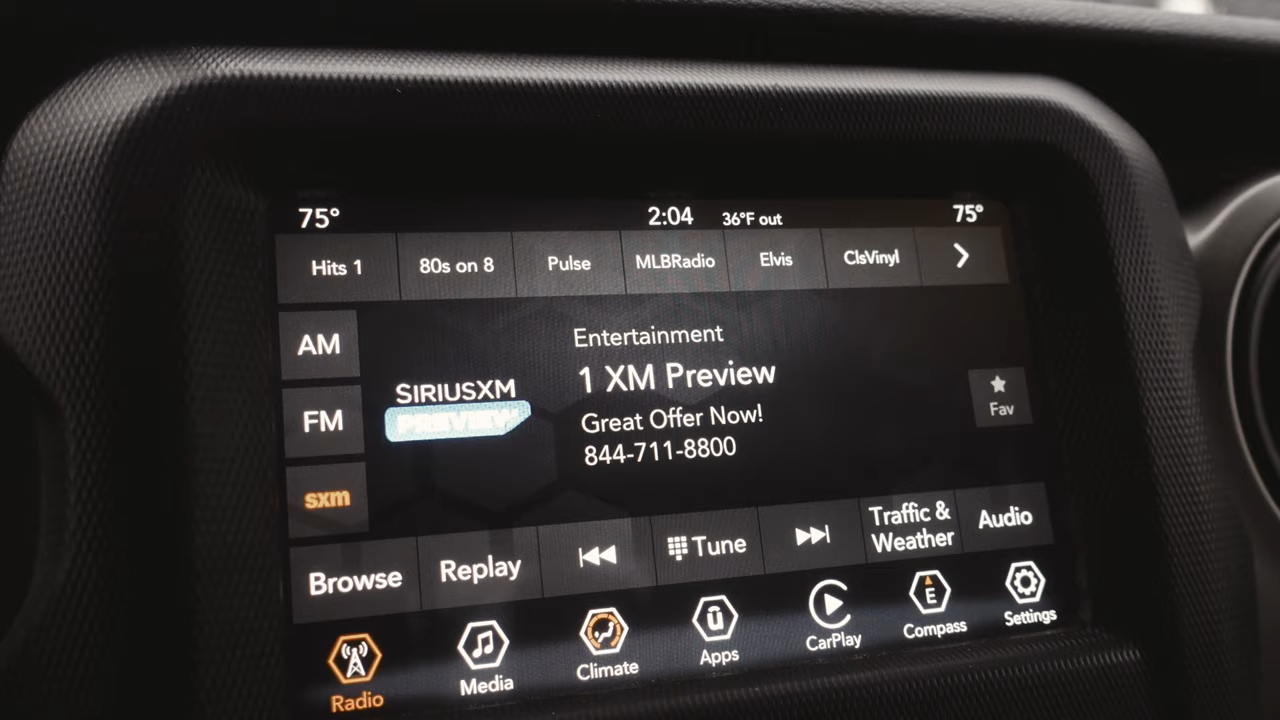 75° 2:04 36°F out 75°
Hits 1 80s on 8 Pulse MLBRadio Elvis ClsVinyl
AM
FM
sxm
SIRIUSXM
PREVIEW
Entertainment
1 XM Preview
Great Offer Now!
844-711-8800
Fav
Browse Replay Tune Traffic & Weather Audio
Radio Media Climate Apps CarPlay E Compass Settings